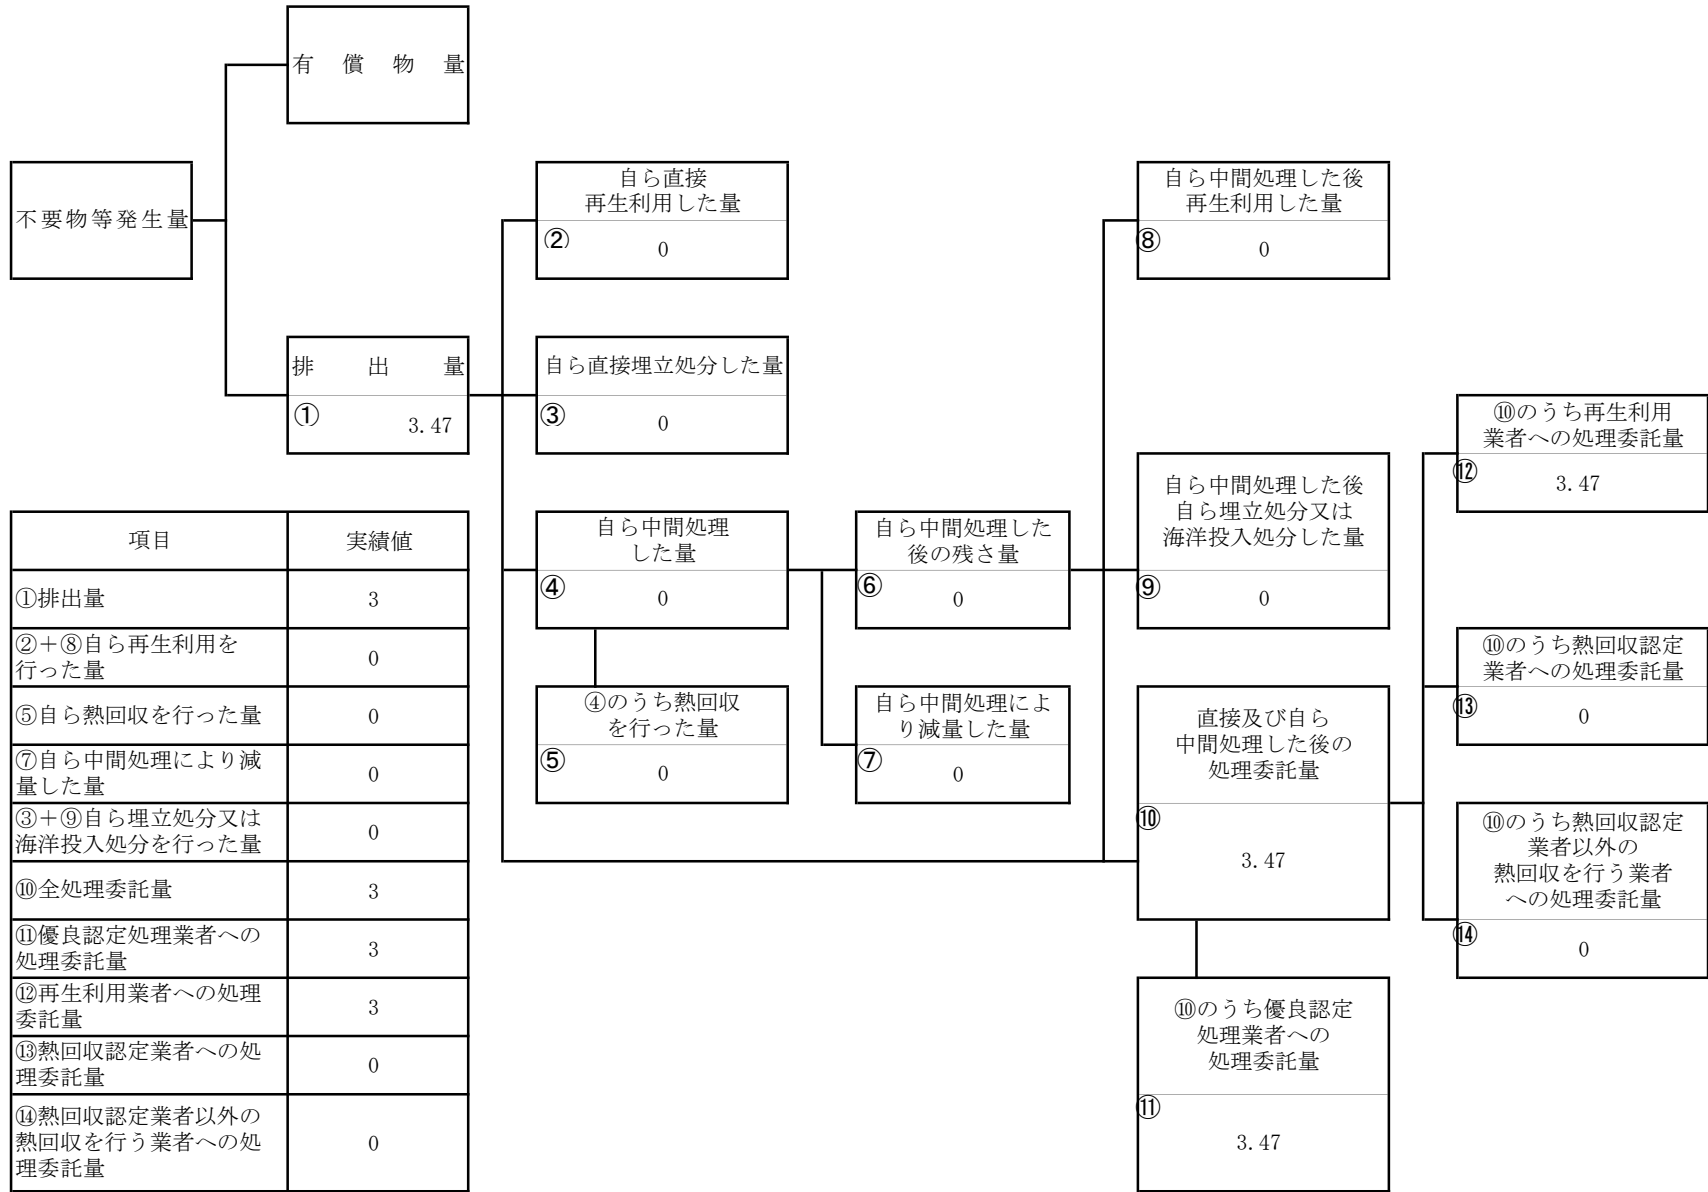 有償物量
不要物等発生量
自ら直接
再生利用した量
②
0
自ら中間処理した後
再生利用した量
⑧
0
排出量
①
3.47
自ら直接埋立処分した量
③
0
⑩のうち再生利用
業者への処理委託量
⑫
3.47
自ら中間処理した後
自ら埋立処分又は
海洋投入処分した量
⑨
0
自ら中間処理
した量
④
0
自ら中間処理した
後の残さ量
⑥
0
⑩のうち熱回収認定
業者への処理委託量
⑬
0
④のうち熱回収
を行った量
⑤
0
自ら中間処理によ
り減量した量
⑦
0
直接及び自ら
中間処理した後の
処理委託量
⑩
3.47
⑩のうち熱回収認定
業者以外の
熱回収を行う業者
への処理委託量
⑭
0
⑩のうち優良認定
処理業者への
処理委託量
⑪
3.47
項目 実績値
①排出量 3
②+⑧自ら再生利用を
行った量 0
⑤自ら熱回収を行った量 0
⑦自ら中間処理により減
量した量 0
③+⑨自ら埋立処分又は
海洋投入処分を行った量 0
⑩全処理委託量 3
⑪優良認定処理業者への
処理委託量 3
⑫再生利用業者への処理
委託量 3
⑬熱回収認定業者への処
理委託量 0
⑭熱回収認定業者以外の
熱回収を行う業者への処
理委託量 0